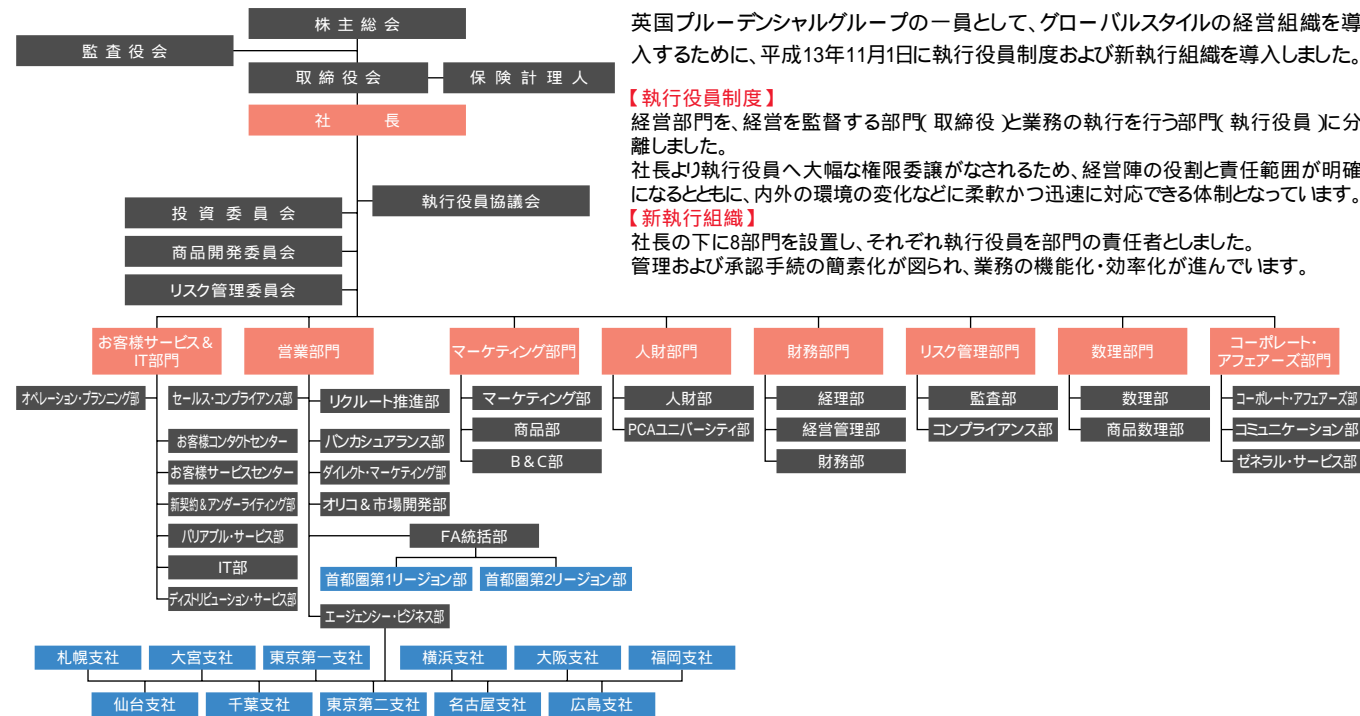 株主総会
監査役会
取締役会
保険計理人
社長
執行役員協議会
投資委員会
商品開発委員会
リスク管理委員会
英国プルーデンシャルグループの一員として、グローバルスタイルの経営組織を導
入するために、平成13年11月1日に執行役員制度および新執行組織を導入しました。
【執行役員制度】
経営部門を、経営を監督する部門(取締役)と業務の執行を行う部門(執行役員)に分
離しました。
社長より執行役員へ大幅な権限委譲がなされるため、経営陣の役割と責任範囲が明確
になるとともに、内外の環境の変化などに柔軟かつ迅速に対応できる体制となっています。
【新執行組織】
社長の下に8部門を設置し、それぞれ執行役員を部門の責任者としました。
管理および承認手続の簡素化が図られ、業務の機能化・効率化が進んでいます。
お客様サービス&
IT部門
営業部門
マーケティング部門
人財部門
財務部門
リスク管理部門
数理部門
コーポレート・
アフェアーズ部門
オペレーション・プランニング部
セールス・コンプライアンス部
お客様コンタクトセンター
お客様サービスセンター
新契約&アンダーライティング部
バリアブル・サービス部
IT部
ディストリビューション・サービス部
リクルート推進部
バンカシュアランス部
ダイレクト・マーケティング部
オリコ&市場開発部
FA統括部
首都圏第1リージョン部
首都圏第2リージョン部
エージェンシー・ビジネス部
マーケティング部
商品部
B&C部
人財部
PCAユニバーシティ部
経理部
経営管理部
財務部
監査部
コンプライアンス部
数理部
商品数理部
コーポレート・アフェアーズ部
コミュニケーション部
ゼネラル・サービス部
札幌支社
大宮支社
東京第一支社
横浜支社
大阪支社
福岡支社
仙台支社
千葉支社
東京第二支社
名古屋支社
広島支社